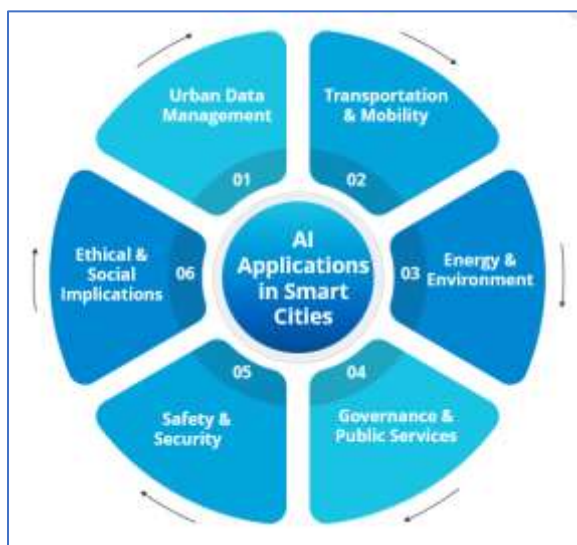 AI
Applications
in Smart
Cities
Urban Data
Management
01
Transportation
& Mobility
02
Energy &
Environment
03
Governance &
Public Services
04
Safety &
Security
05
Ethical &
Social
Implications
06